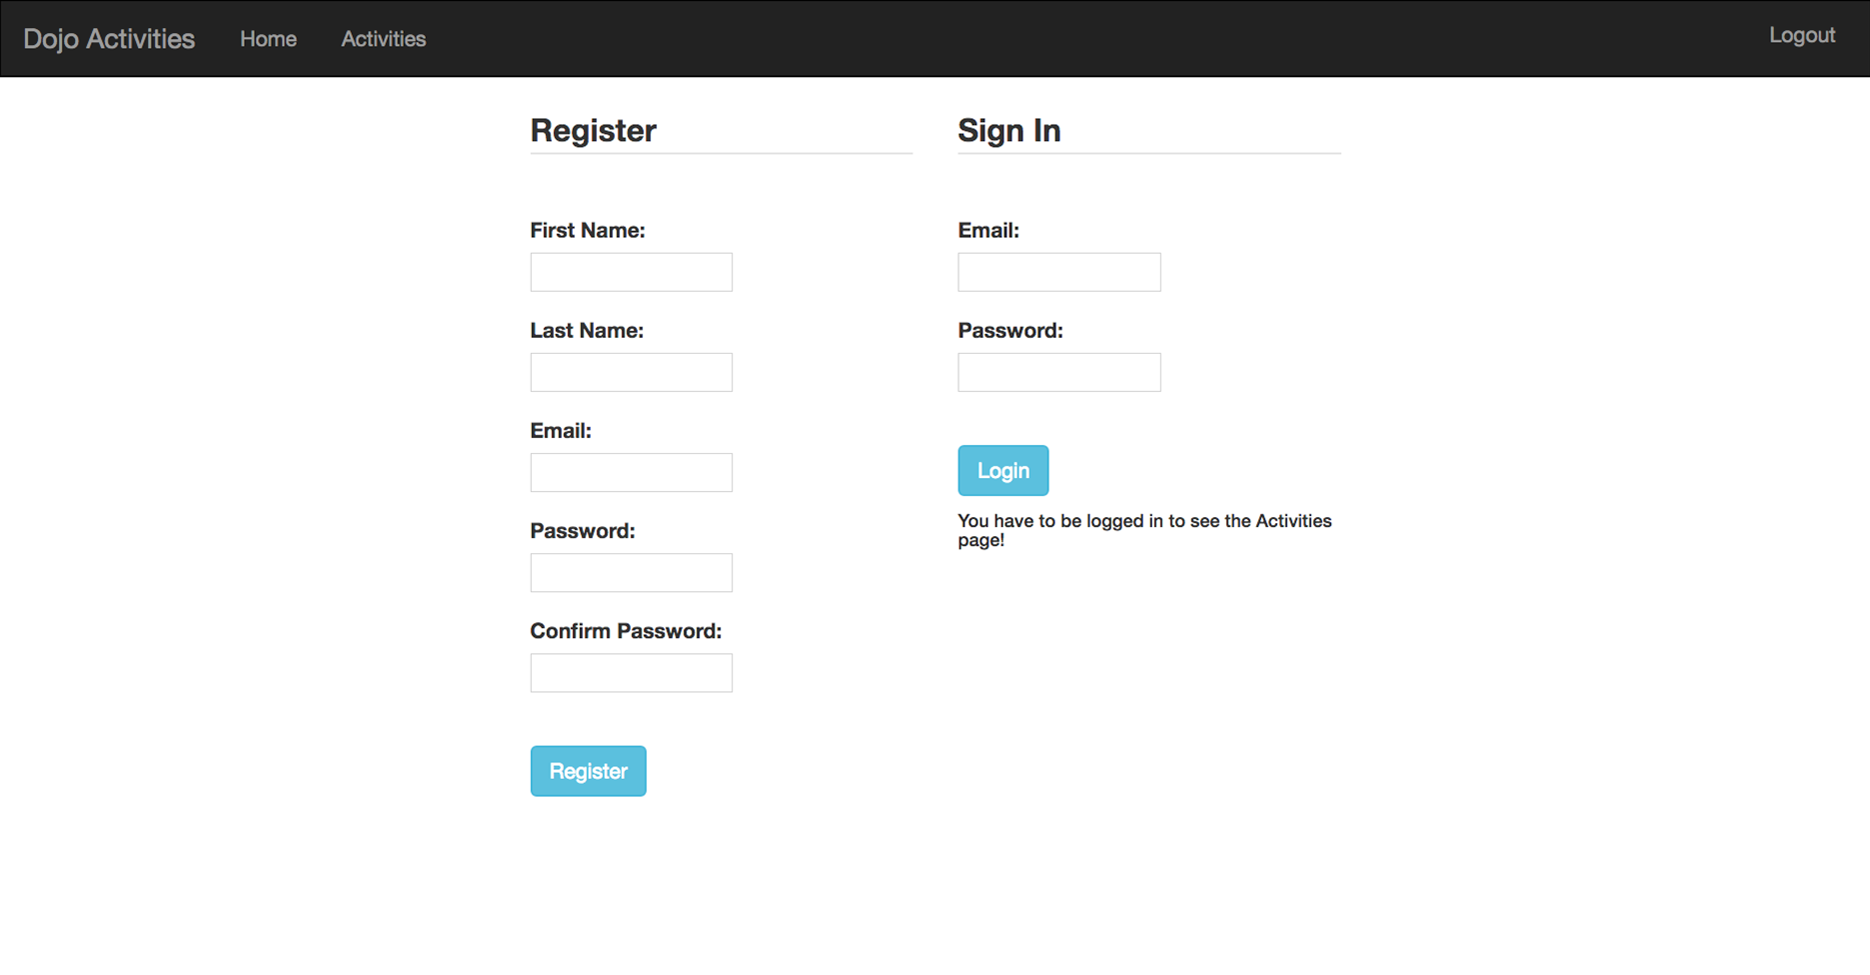 Dojo Activities Home Activities Logout
Register
First Name:
Last Name:
Email:
Password:
Confirm Password:
Register
Sign In
Email:
Password:
Login
You have to be logged in to see the Activities
page!